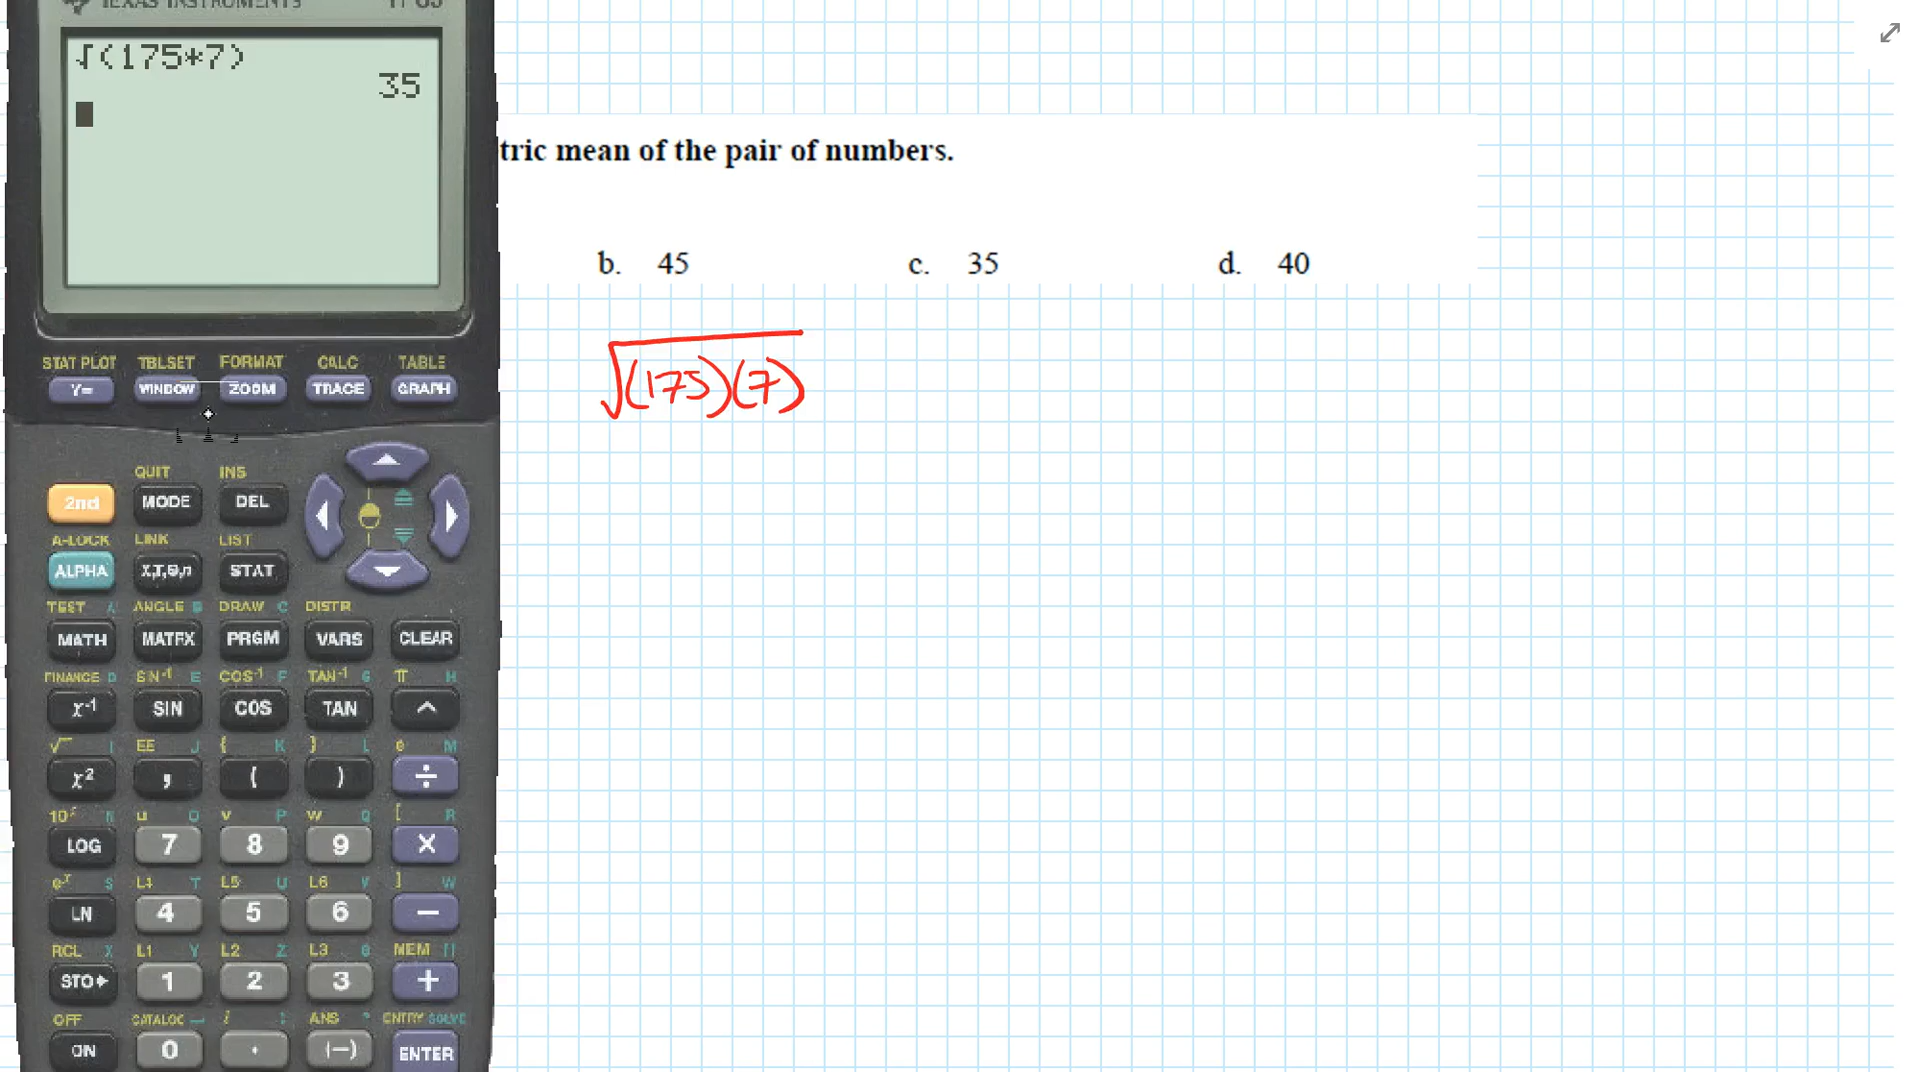 TEXAS INSTRUMENTS
√(175*7)
35
tric mean of the pair of numbers.
b. 45 c. 35 d. 40
√(175)(7)
STAT PLOT TBLSET FORMAT CALC TABLE
Y= WINDOW ZOOM TRACE GRAPH
QUIT INS
2nd MODE DEL
A-LOCK LINK LIST
ALPHA X,T,Θ,n STAT
TEST A ANGLE B DRAW C DISTR
MATH MATRX PRGM VARS CLEAR
FINANCE D SIN⁻¹ E COS⁻¹ F TAN⁻¹ G π H
x⁻¹ SIN COS TAN ^
√ I EE J { K } L e M
x² , ( ) ÷
10ˣ N u O v P w Q [ R
LOG 7 8 9 ×
eˣ S L4 T L5 U L6 V ] W
LN 4 5 6 −
RCL X L1 Y L2 Z L3 θ MEM "
STO▸ 1 2 3 +
OFF CATALOG i : ANS ENTRY SOLVE
ON 0 . (−) ENTER